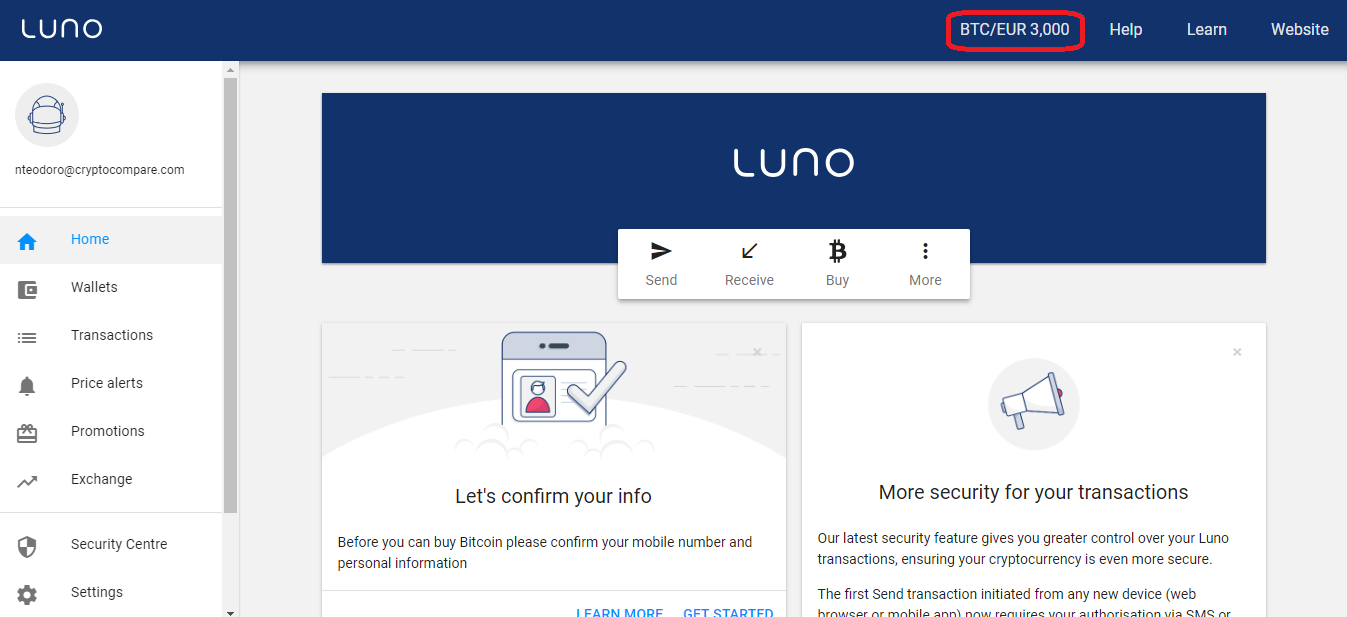 LUNO
BTC/EUR 3,000
Help
Learn
Website
nteodoro@cryptocompare.com
Home
Wallets
Transactions
Price alerts
Promotions
Exchange
Security Centre
Settings
LUNO
Send
Receive
Buy
More
Let's confirm your info
Before you can buy Bitcoin please confirm your mobile number and
personal information
LEARN MORE
GET STARTED
More security for your transactions
Our latest security feature gives you greater control over your Luno
transactions, ensuring your cryptocurrency is even more secure.
The first Send transaction initiated from any new device (web
browser or mobile app) now requires your authorisation via SMS or